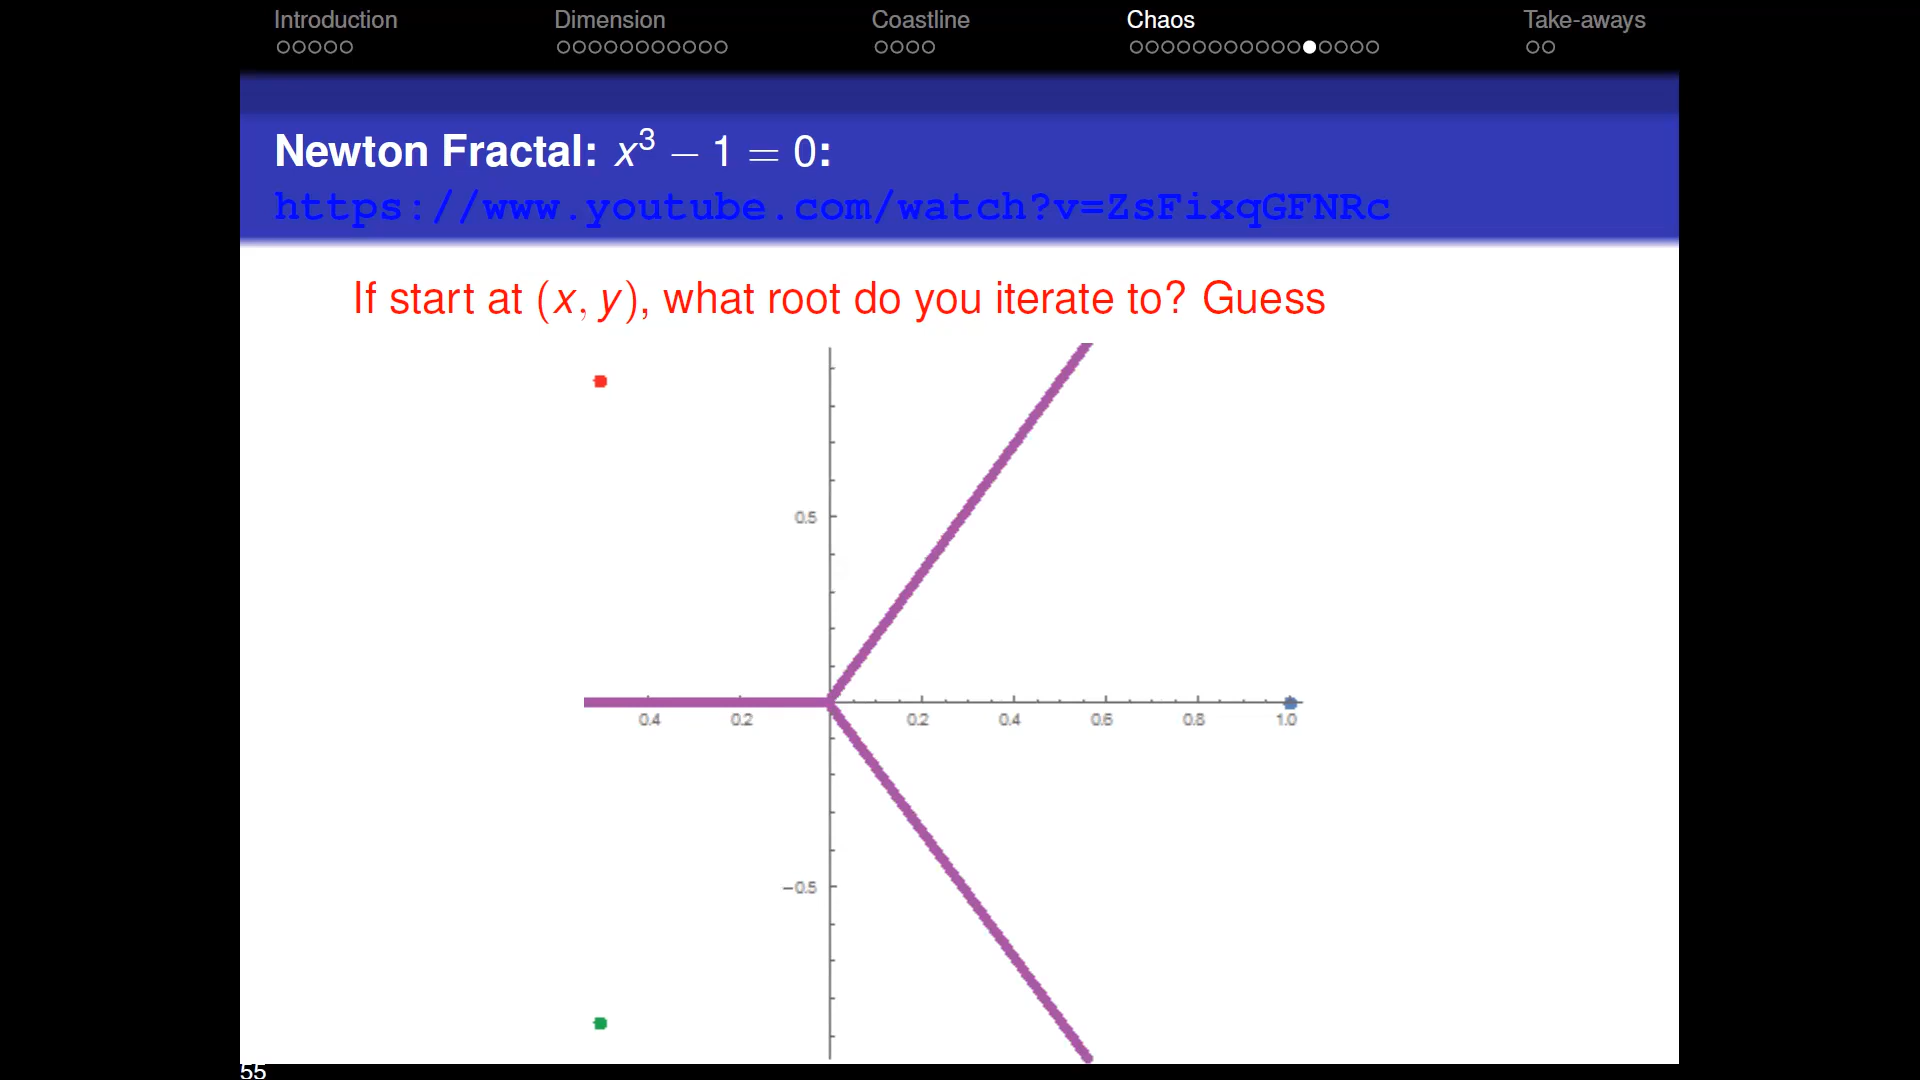 Introduction Dimension Coastline Chaos Take-aways
Newton Fractal: x³ − 1 = 0:
https://www.youtube.com/watch?v=ZsFixqGFNRc
If start at (x, y), what root do you iterate to? Guess
0.5
0.4 0.2 0.2 0.4 0.6 0.8 1.0
−0.5
55